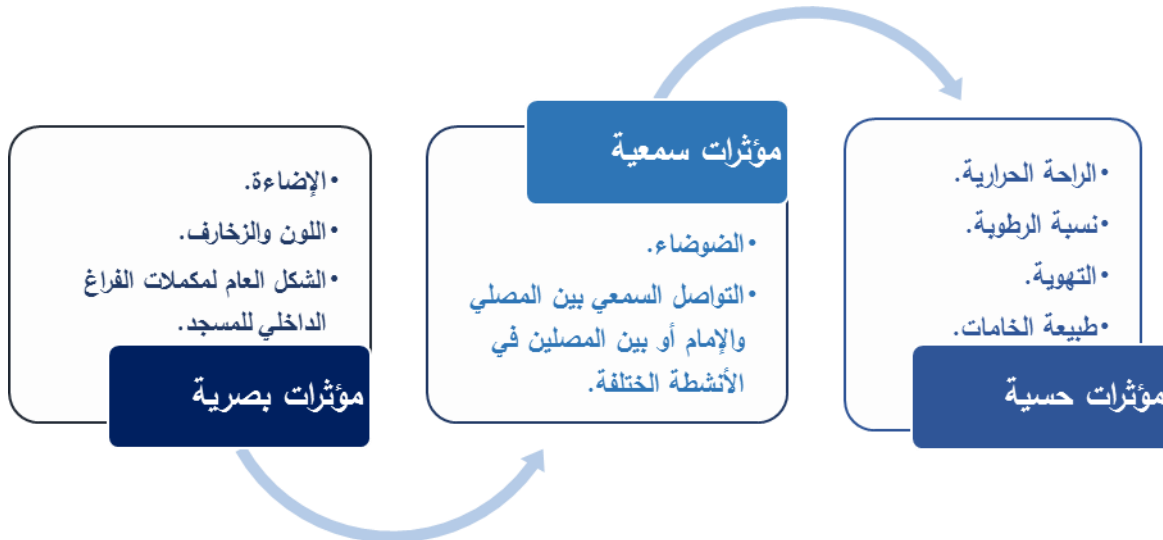 مؤثرات بصرية
•الإضاءة.
•اللون والزخارف.
•الشكل العام لمكملات الفراغ
الداخلي للمسجد.
مؤثرات سمعية
•الضوضاء.
•التواصل السمعي بين المصلي
والإمام أو بين المصلين في
الأنشطة الختلفة.
مؤثرات حسية
•الراحة الحرارية.
•نسبة الرطوبة.
•التهوية.
•طبيعة الخامات.